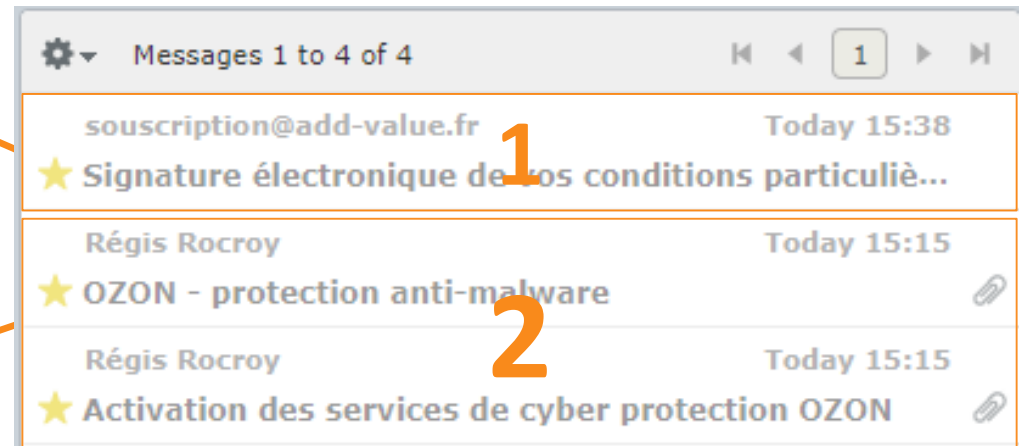 Messages 1 to 4 of 4 1
souscription@add-value.fr Today 15:38
1
Signature électronique de vos conditions particuliè...
Régis Rocroy Today 15:15
OZON - protection anti-malware
2
Régis Rocroy Today 15:15
Activation des services de cyber protection OZON